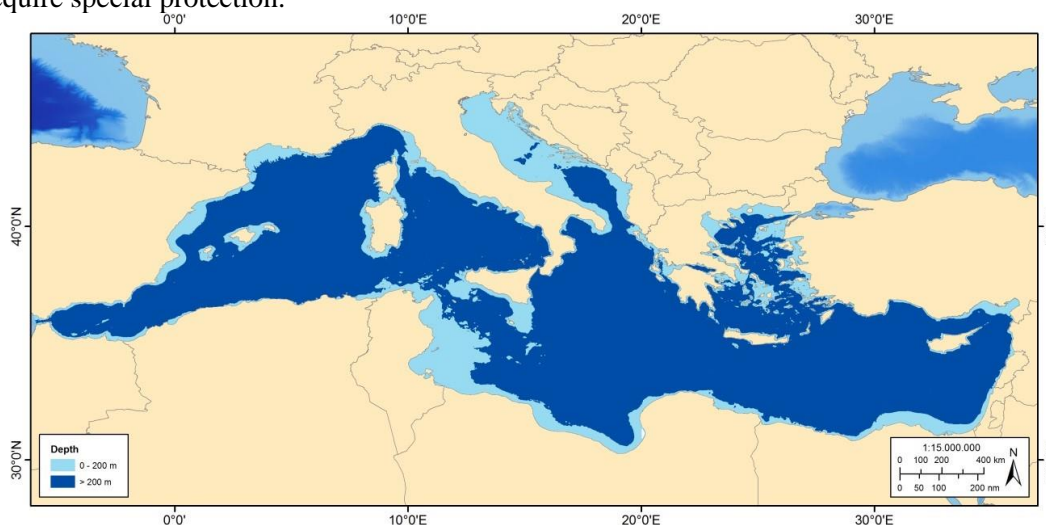 equire special protection.
0°0' 10°0'E 20°0'E 30°0'E
40°0'N
30°0'N
Depth
0 - 200 m
> 200 m
1:15.000.000
0 100 200 400 km
N
0 50 100 200 nm
0°0' 10°0'E 20°0'E 30°0'E